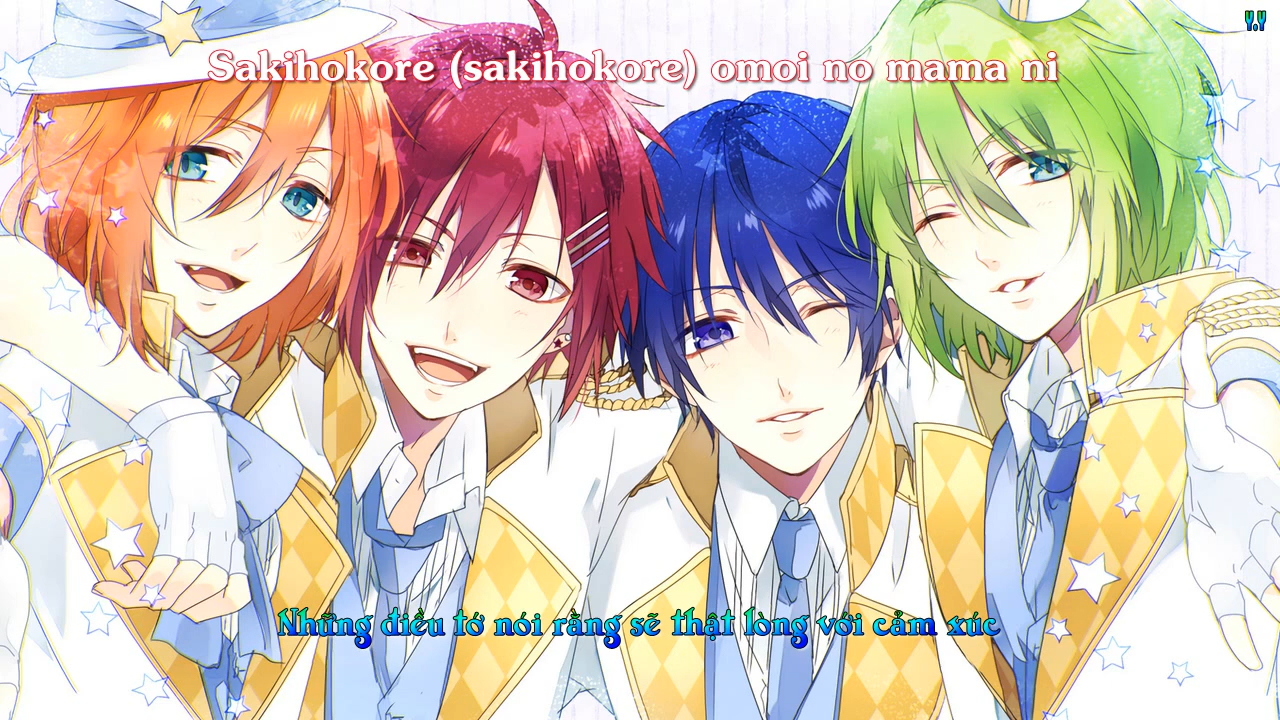 Y.Y
Sakihokore (sakihokore) omoi no mama ni
Những điều tớ nói rằng sẽ thật lòng với cảm xúc